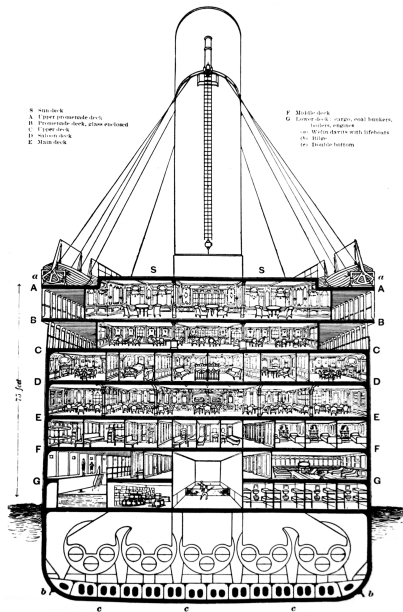 S Sun deck
A Upper promenade deck
B Promenade deck, glass enclosed
C Upper deck
D Saloon deck
E Main deck
F Middle deck
G Lower deck: cargo, coal bunkers,
boilers, engines
(a) Welin davits with lifeboats
(b) Bilge
(c) Double bottom
S S
a a
A A
B B
C C
D D
E E
F F
G G
75 feet
b b
c c c